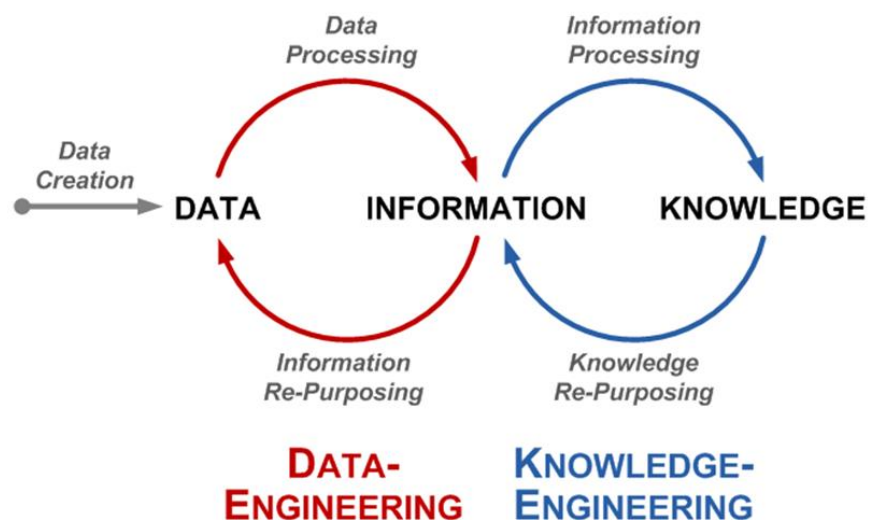 Data
Processing
Information
Processing
Data
Creation
DATA
INFORMATION
KNOWLEDGE
Information
Re-Purposing
Knowledge
Re-Purposing
DATA-
ENGINEERING
KNOWLEDGE-
ENGINEERING